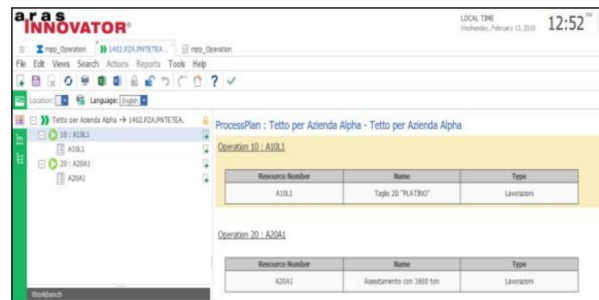 aras
INNOVATOR®
LOCAL TIME
Wednesday, February 13, 2019
12:52 PM
mpp_Operation
1402.PZA.PNTETEA.
mpp_Operation
File Edit Views Search Actions Reports Tools Help
Location:
Language: English
Tetto per Azienda Alpha → 1402.PZA.PNTETEA.
10 : A10L1
A10L1
20 : A20A1
A20A1
Workbench
ProcessPlan : Tetto per Azienda Alpha - Tetto per Azienda Alpha
Operation 10 : A10L1
Resource Number Name Type
A10L1 Taglio 2D "PLATINO" Lavorazioni
Operation 20 : A20A1
Resource Number Name Type
A20A1 Assestamento con 1600 ton Lavorazioni